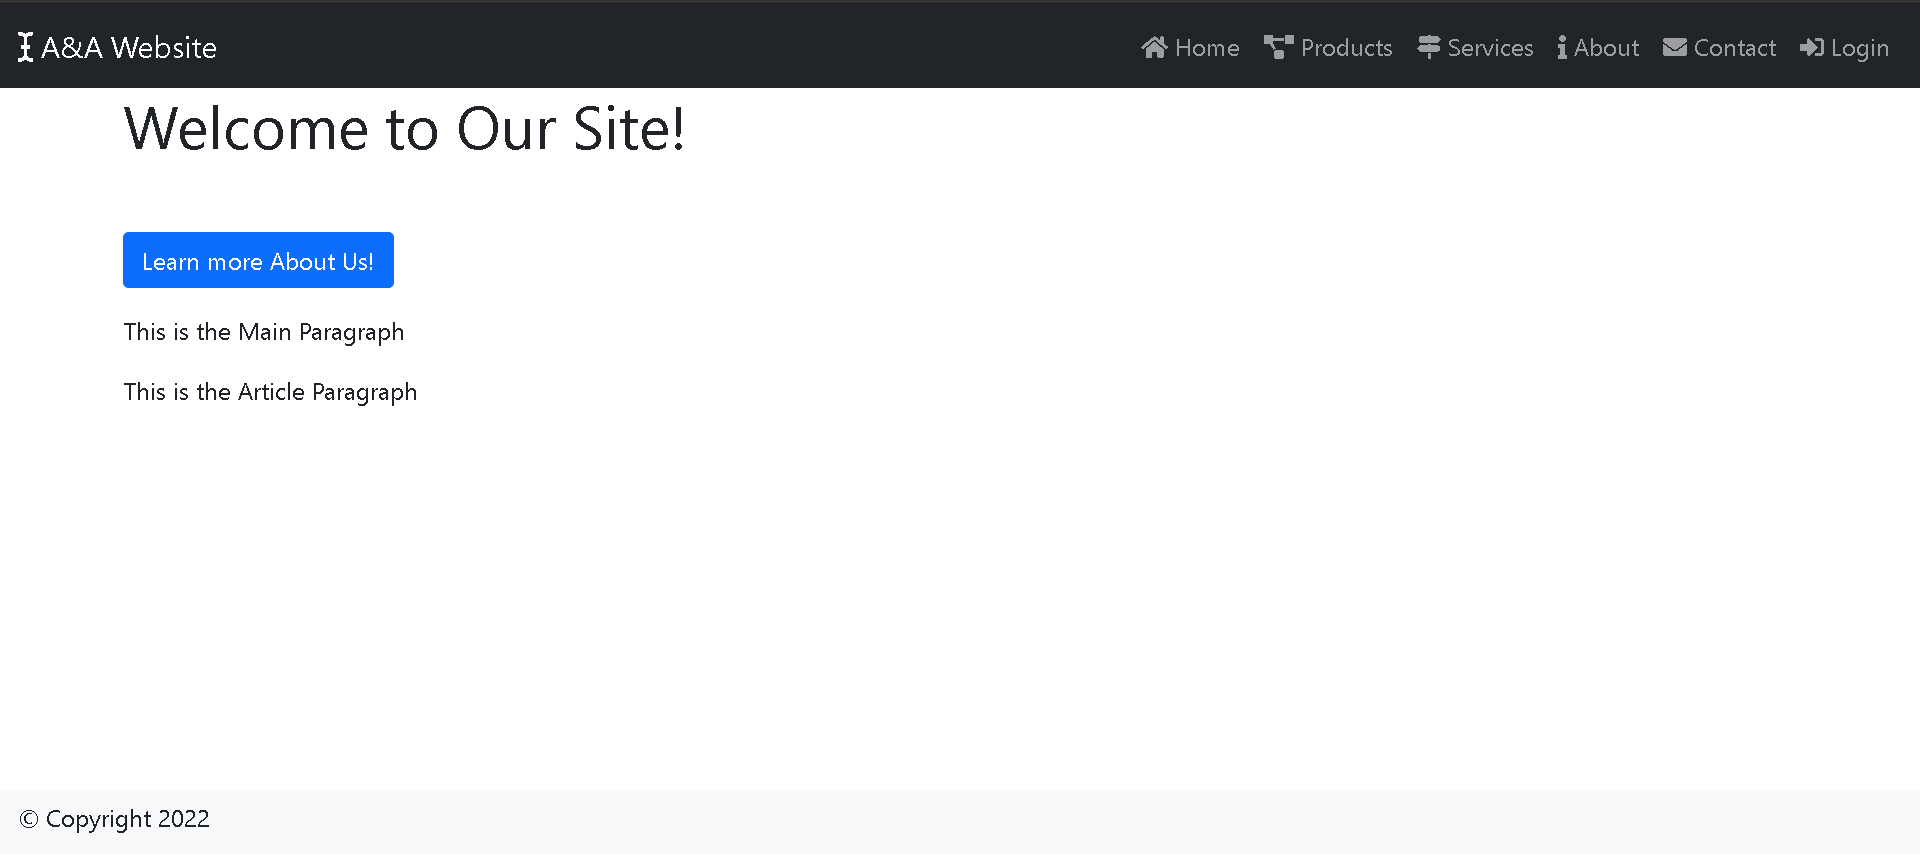 A&A Website Home Products Services About Contact Login
Welcome to Our Site!
Learn more About Us!
This is the Main Paragraph
This is the Article Paragraph
© Copyright 2022